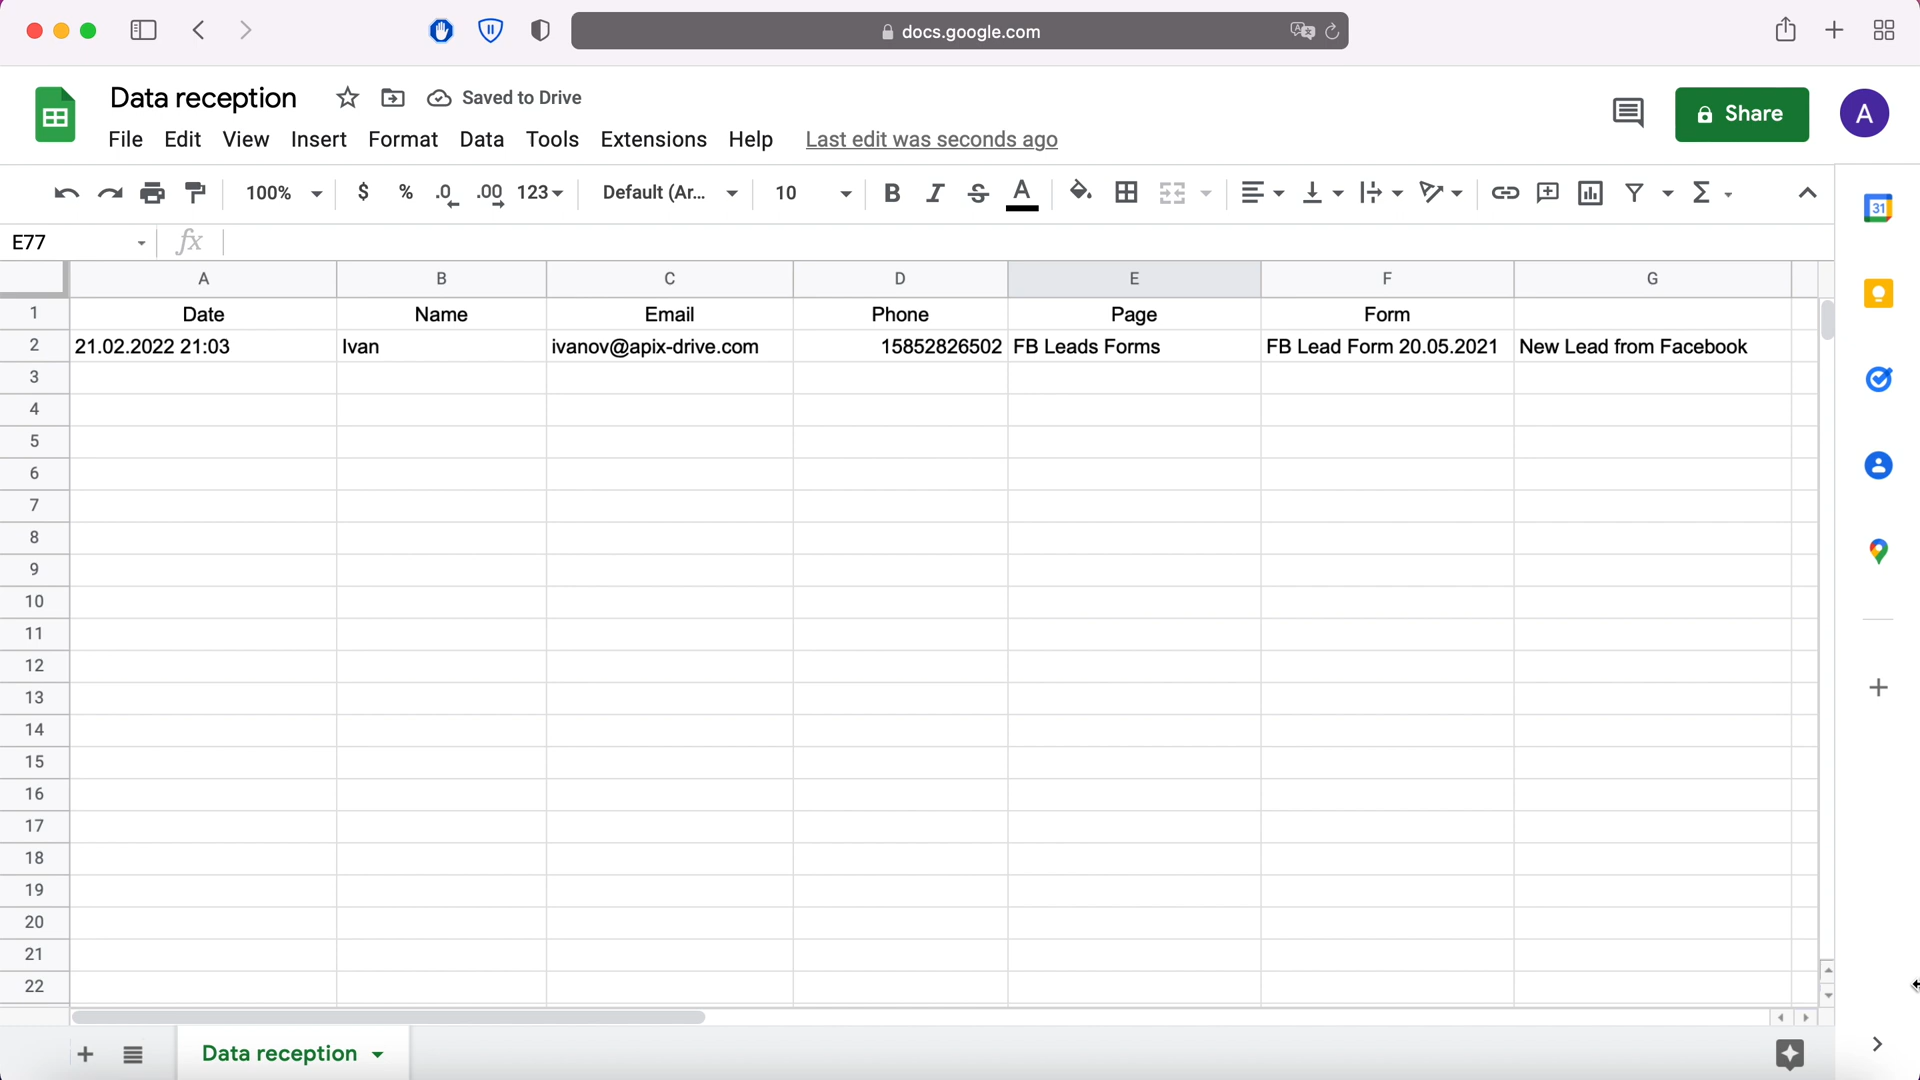 docs.google.com
Data reception Saved to Drive
File Edit View Insert Format Data Tools Extensions Help Last edit was seconds ago
Share
A
100% $ % .0 .00 123 Default (Ar... 10 B I S A
31
E77 fx
A B C D E F G
1 Date Name Email Phone Page Form
2 21.02.2022 21:03 Ivan ivanov@apix-drive.com 15852826502 FB Leads Forms FB Lead Form 20.05.2021 New Lead from Facebook
3
4
5
6
7
8
9
10
11
12
13
14
15
16
17
18
19
20
21
22
Data reception